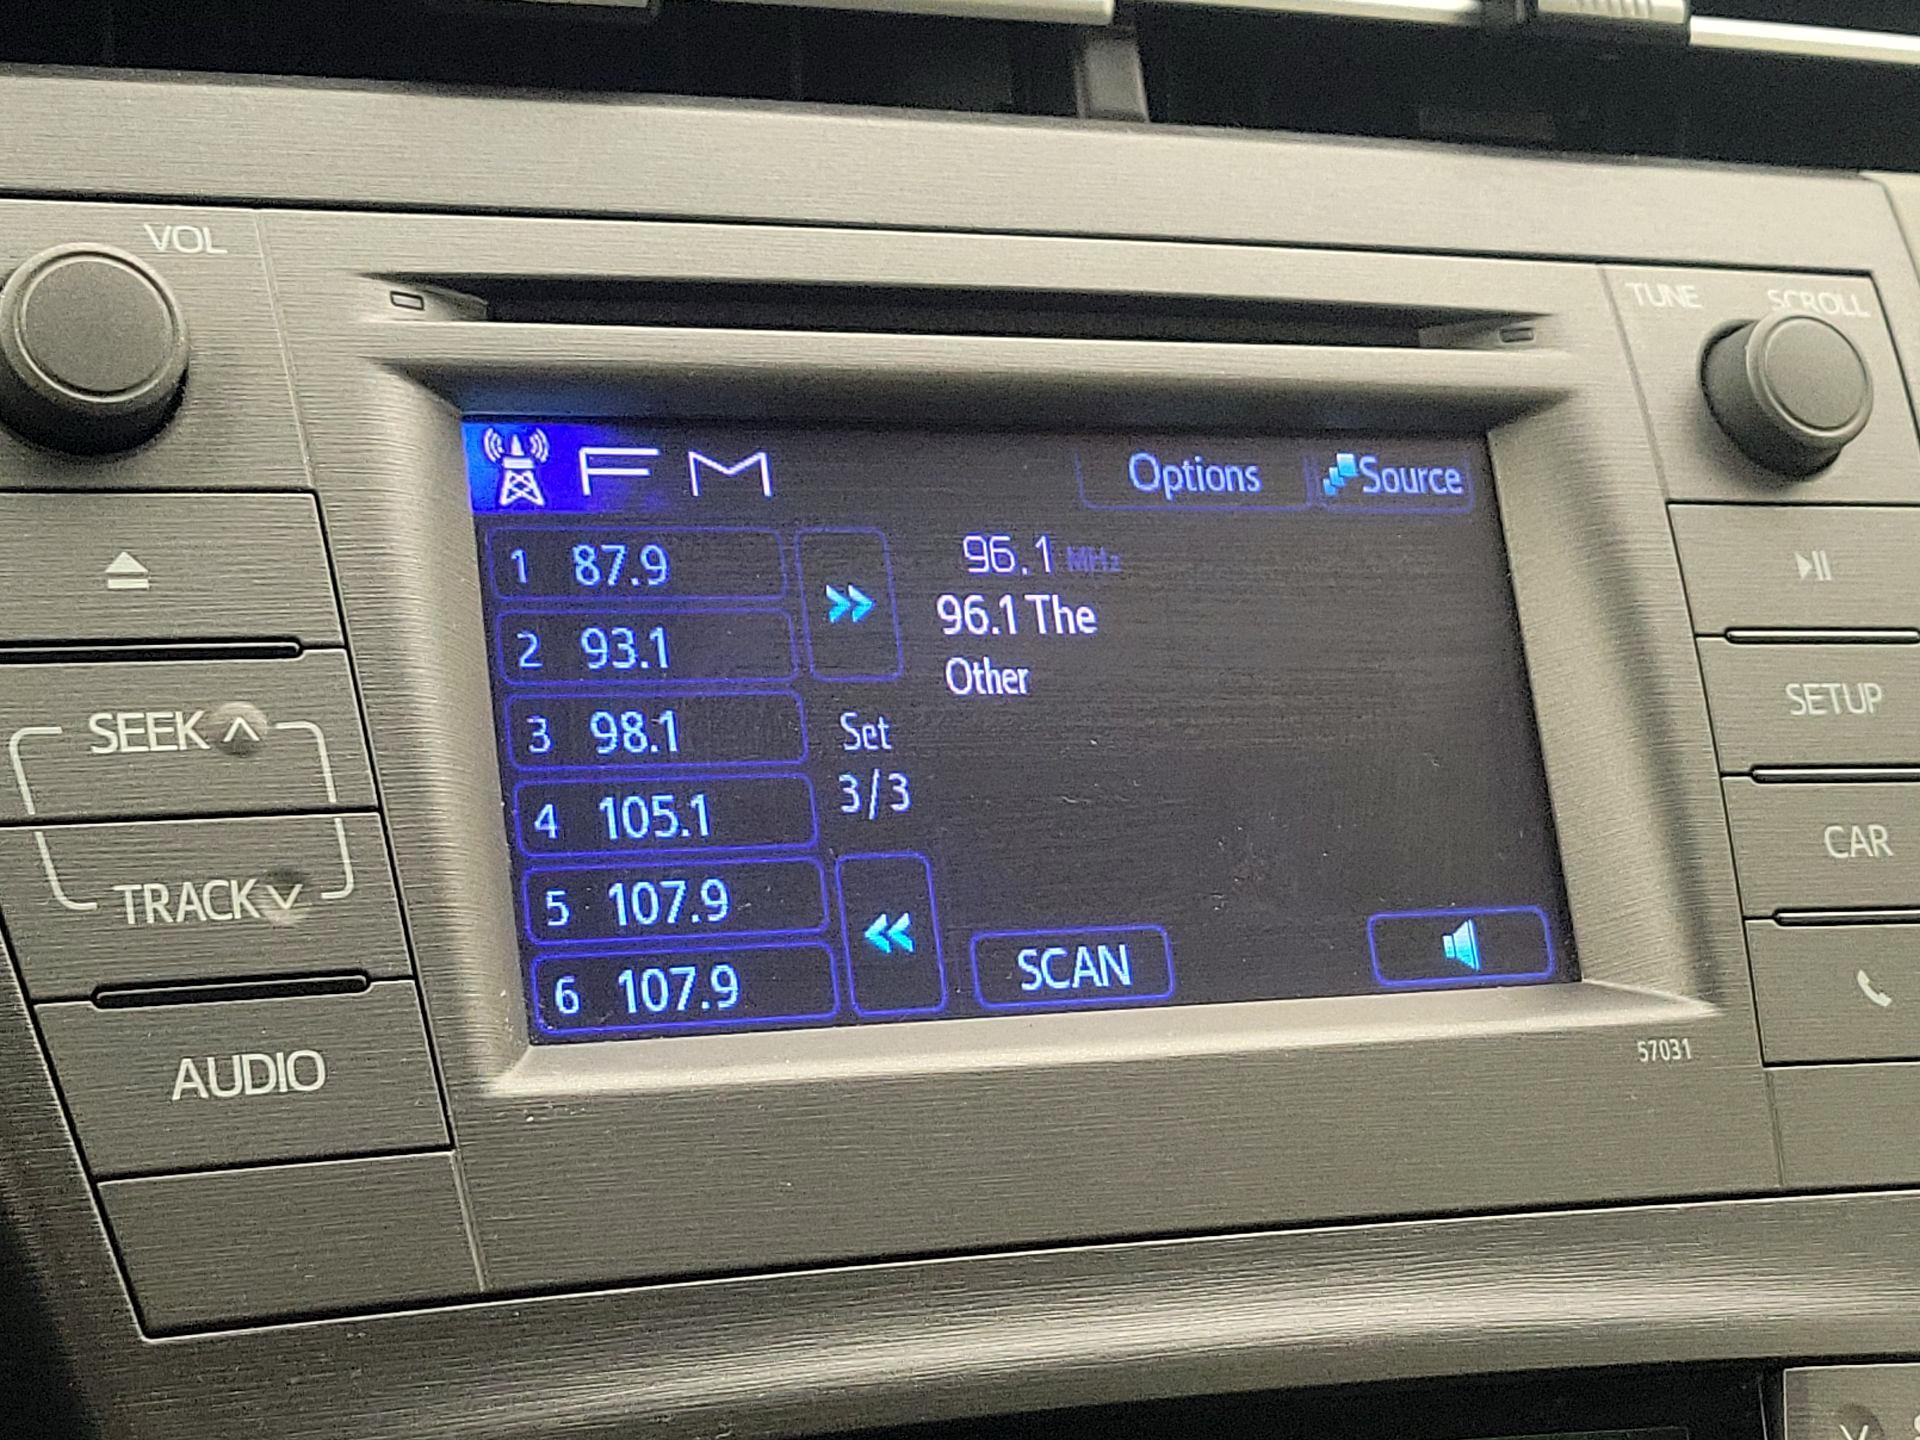 VOL
TUNE SCROLL
FM
Options
Source
1 87.9
96.1 MHz
2 93.1
96.1 The
Other
3 98.1
Set
3/3
4 105.1
5 107.9
6 107.9
SCAN
SEEK
TRACK
AUDIO
SETUP
CAR
57031